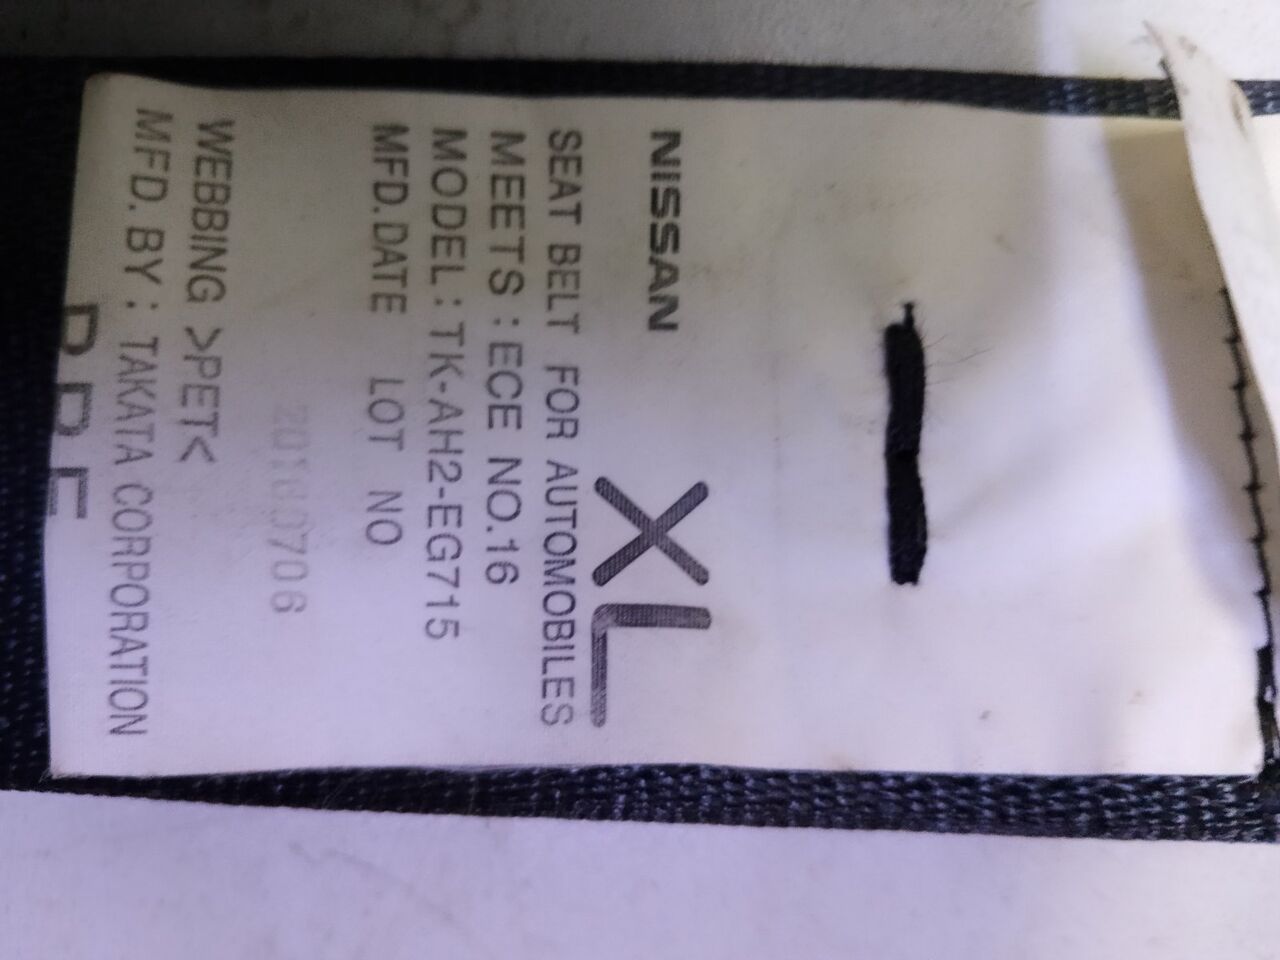 NISSAN
XL
SEAT BELT FOR AUTOMOBILES
MEETS : ECE NO.16
MODEL : TK-AH2-EG715
MFD.DATE LOT NO
WEBBING >PET<
MFD. BY : TAKATA CORPORATION